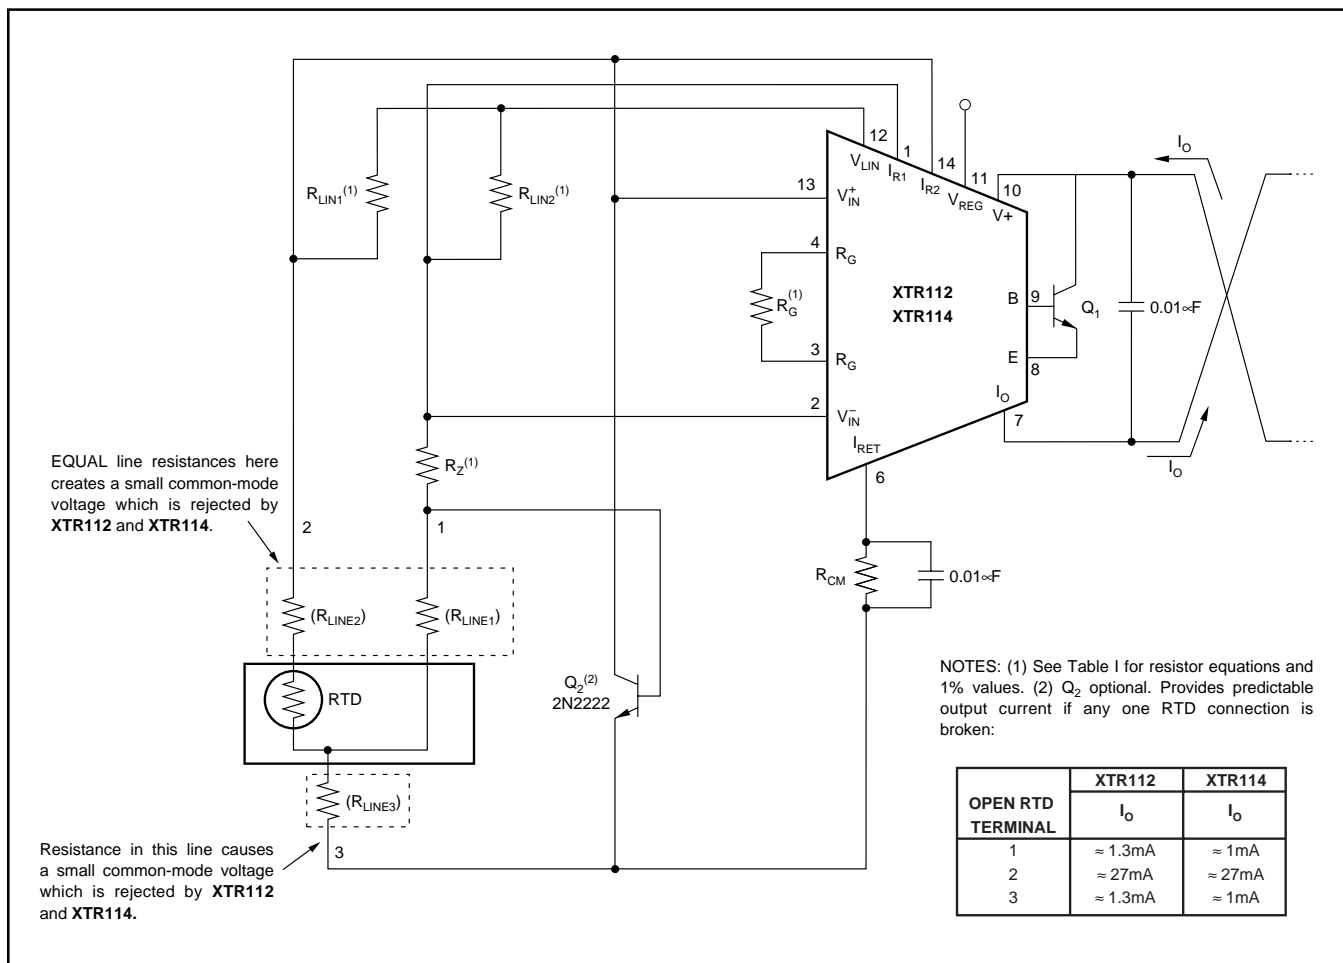 12
1
14
11
10
V_LIN
I_R1
I_R2
V_REG
V+
I_O
R_LIN1^(1)
R_LIN2^(1)
13
V_IN^+
4
R_G
R_G^(1)
XTR112
XTR114
B
9
Q_1
0.01∝F
3
R_G
E
8
I_O
7
2
V_IN^−
I_RET
I_O
6
R_Z^(1)
EQUAL line resistances here
creates a small common-mode
voltage which is rejected by
XTR112 and XTR114.
2
1
R_CM
0.01∝F
(R_LINE2)
(R_LINE1)
RTD
Q_2^(2)
2N2222
(R_LINE3)
3
Resistance in this line causes
a small common-mode voltage
which is rejected by XTR112
and XTR114.
NOTES: (1) See Table I for resistor equations and
1% values. (2) Q_2 optional. Provides predictable
output current if any one RTD connection is
broken:
XTR112 XTR114
OPEN RTD
TERMINAL
I_O I_O
1 ≈ 1.3mA ≈ 1mA
2 ≈ 27mA ≈ 27mA
3 ≈ 1.3mA ≈ 1mA